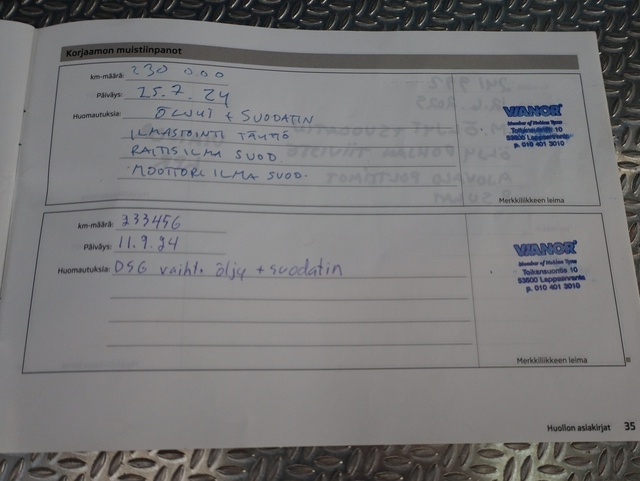 Korjaamon muistiinpanot
km-määrä: 230 000
Päiväys: 25.7.24
Huomautuksia: ÖLJYT + SUODATIN
ILMASTOINTI TÄYTTÖ
RAITIS ILMA SUOD
MOOTTORI ILMA SUOD.
VIANOR
Member of Nokian Tyres
Toikansuontie 10
53500 Lappeenranta
p. 010 401 3010
Merkkiliikkeen leima
km-määrä: 233456
Päiväys: 11.9.24
Huomautuksia: DSG vaiht. öljy + suodatin
VIANOR
Member of Nokian Tyres
Toikansuontie 10
53500 Lappeenranta
p. 010 401 3010
Merkkiliikkeen leima
Huollon asiakirjat 35